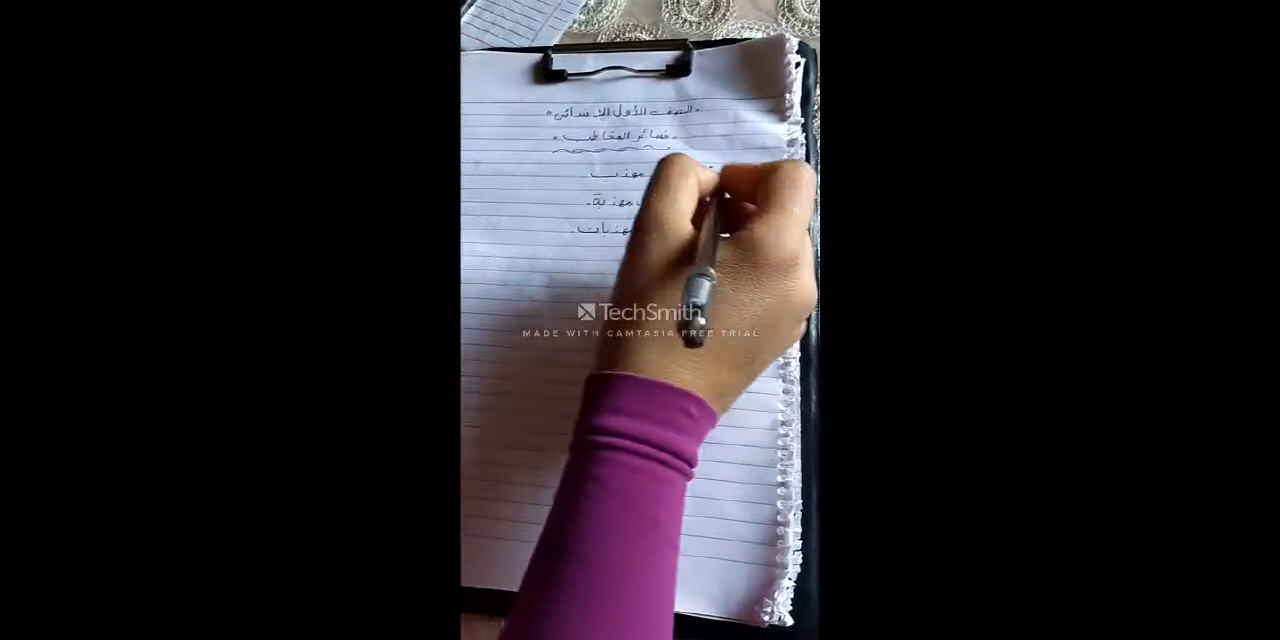 "الصف الأول الإبتدائي"
"ضمائر المخاطب"
مهذب
مهذبة.
مهذبات.
TechSmith
MADE WITH CAMTASIA FREE TRIAL